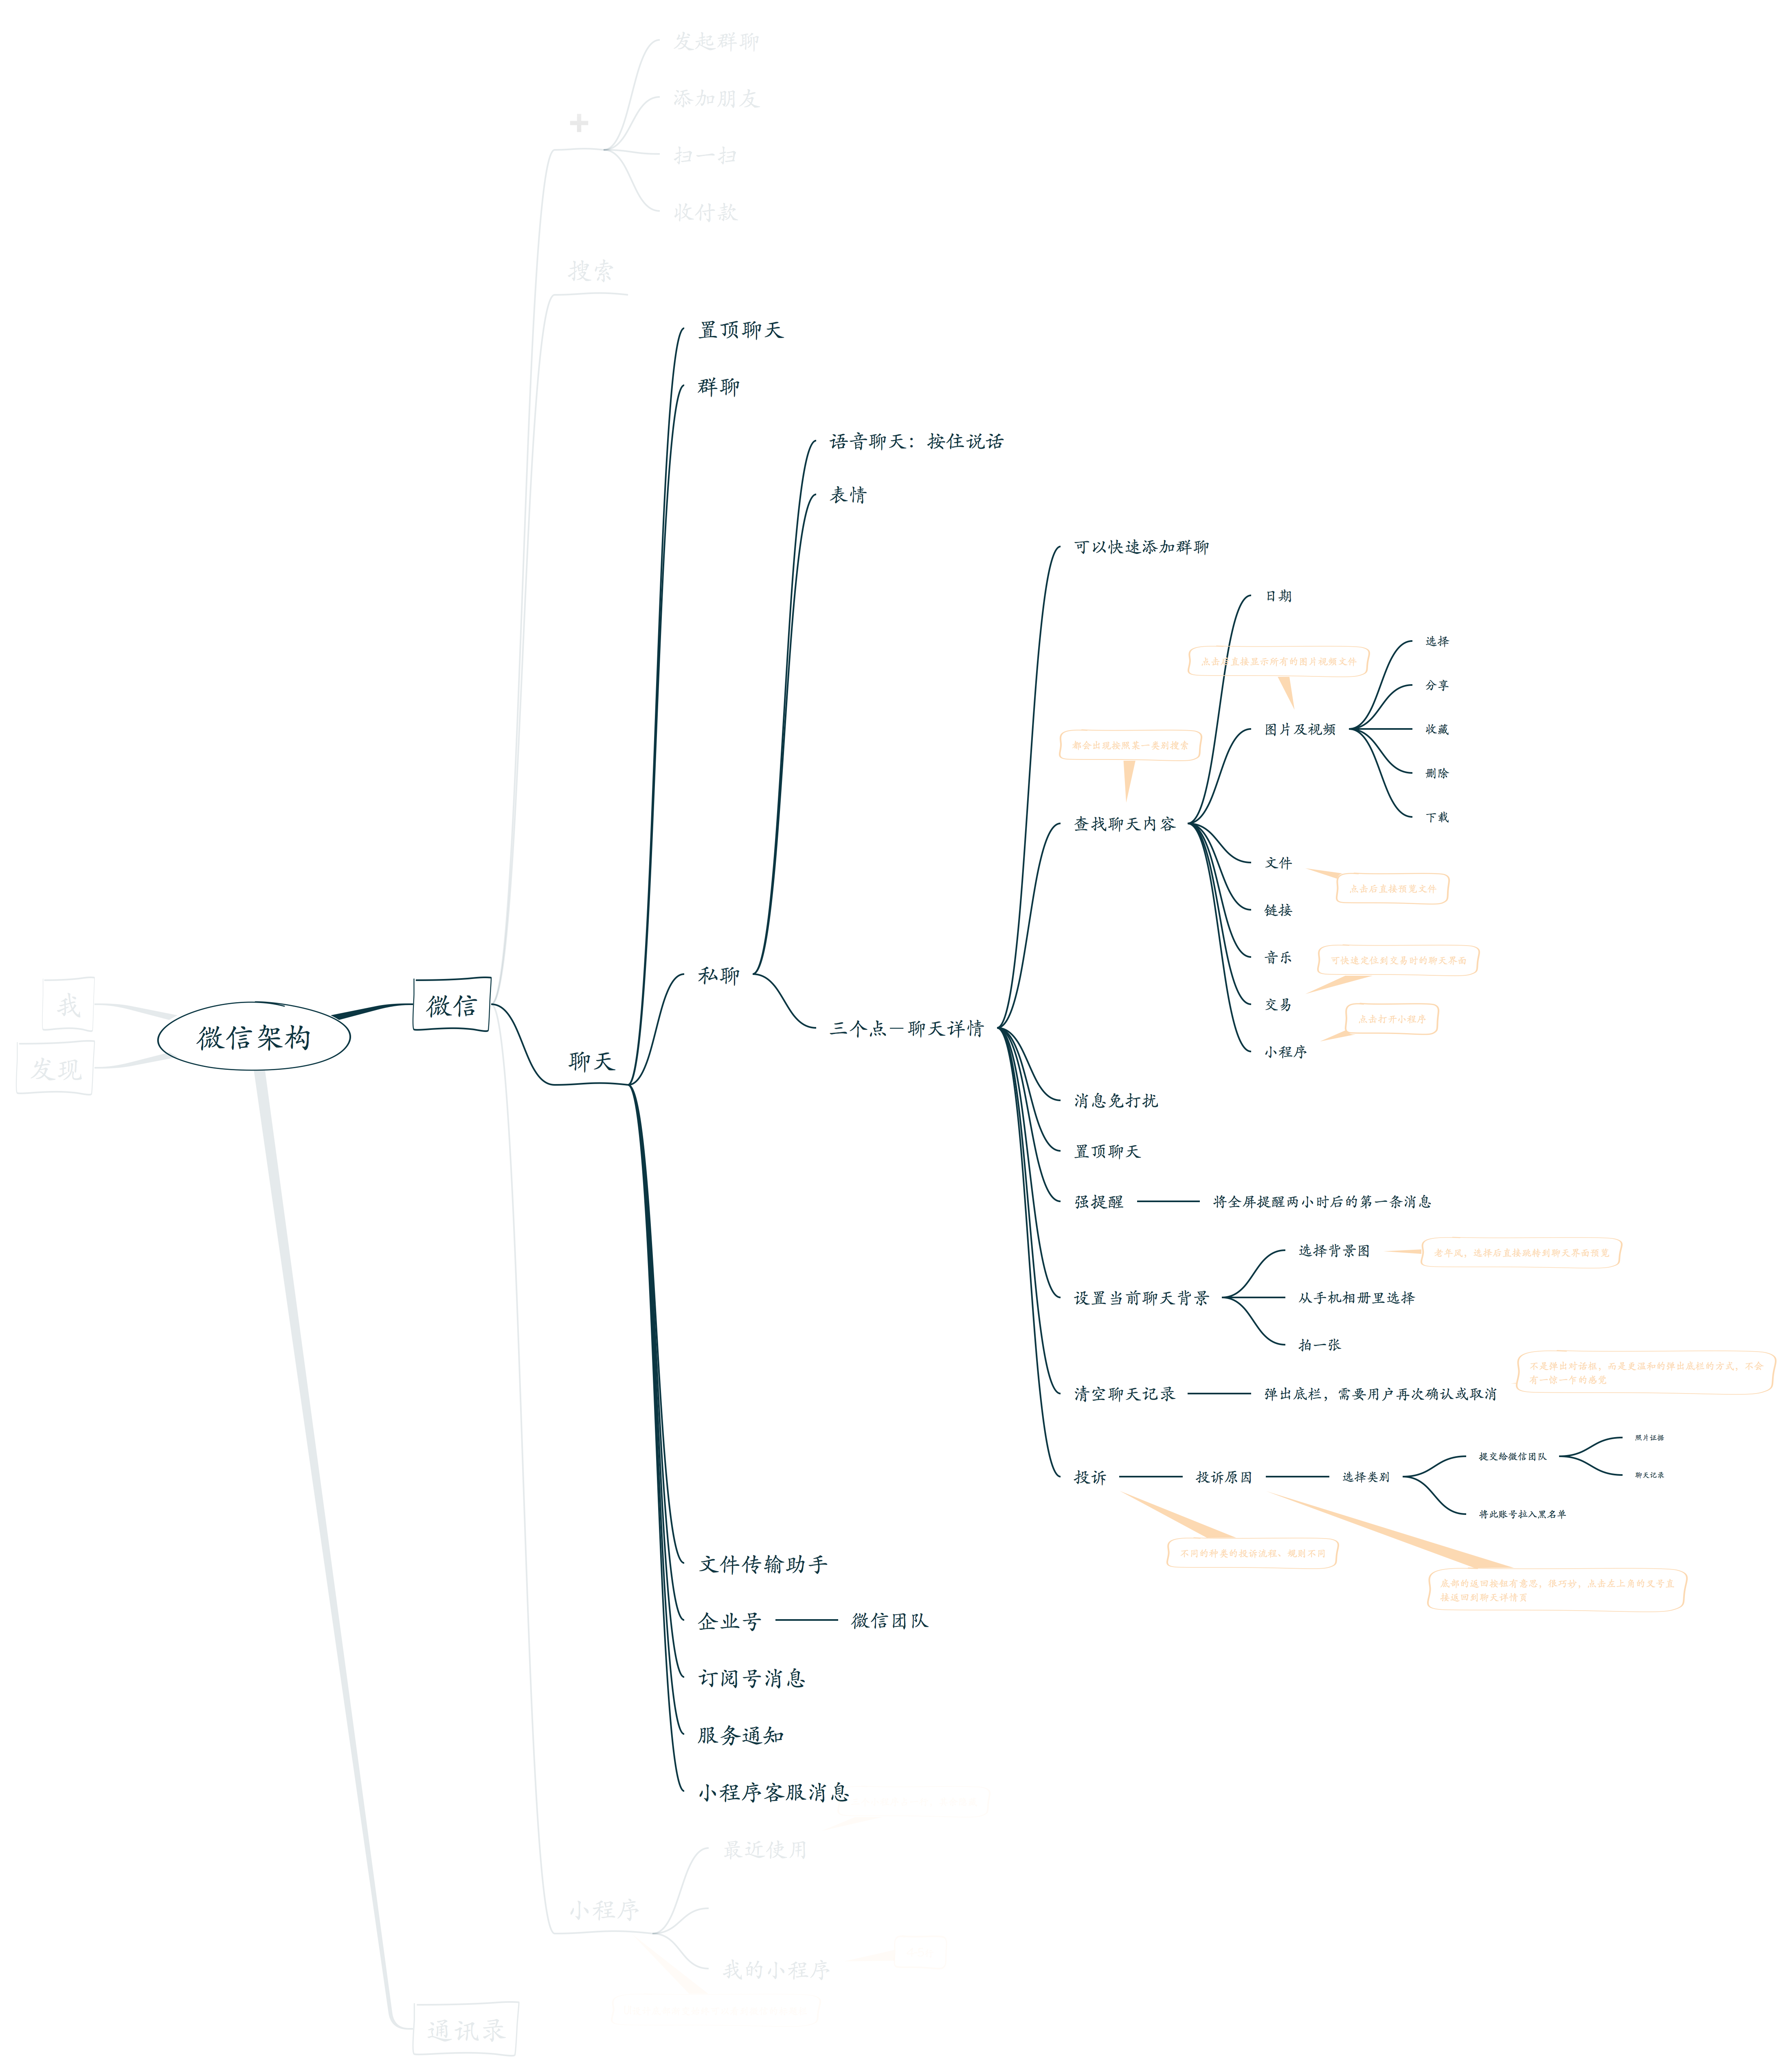 发起群聊
添加朋友
+
扫一扫
收付款
搜索
置顶聊天
群聊
语音聊天：按住说话
表情
可以快速添加群聊
日期
选择
点击后直接显示所有的图片视频文件
分享
图片及视频
收藏
都会出现按照某一类别搜索
删除
下载
查找聊天内容
文件
点击后直接预览文件
链接
音乐
可快速定位到交易时的聊天界面
私聊
交易
点击打开小程序
三个点－聊天详情
小程序
我
微信架构
微信
发现
聊天
消息免打扰
置顶聊天
强提醒
将全屏提醒两小时后的第一条消息
选择背景图
老年风，选择后直接跳转到聊天界面预览
设置当前聊天背景
从手机相册里选择
拍一张
不是弹出对话框，而是更温和的弹出底栏的方式，不会
有一惊一乍的感觉
清空聊天记录
弹出底栏，需要用户再次确认或取消
照片证据
提交给微信团队
投诉
投诉原因
选择类别
聊天记录
将此账号拉入黑名单
不同的种类的投诉流程，规则不同
文件传输助手
底部的返回按钮有意思，很巧妙，点击左上角的叉号直
接返回到聊天详情页
企业号
微信团队
订阅号消息
服务通知
小程序客服消息
最近使用
小程序
我的小程序
通讯录